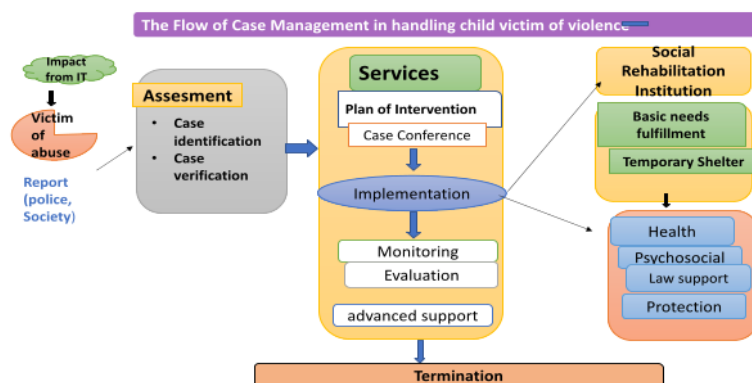 The Flow of Case Management in handling child victim of violence
Impact
from IT
Victim
of
abuse
Report
(police,
Society)
Assesment
• Case
identification
• Case
verification
Services
Plan of Intervention
Case Conference
Implementation
Monitoring
Evaluation
advanced support
Termination
Social
Rehabilitation
Institution
Basic needs
fulfillment
Temporary Shelter
Health
Psychosocial
Law support
Protection